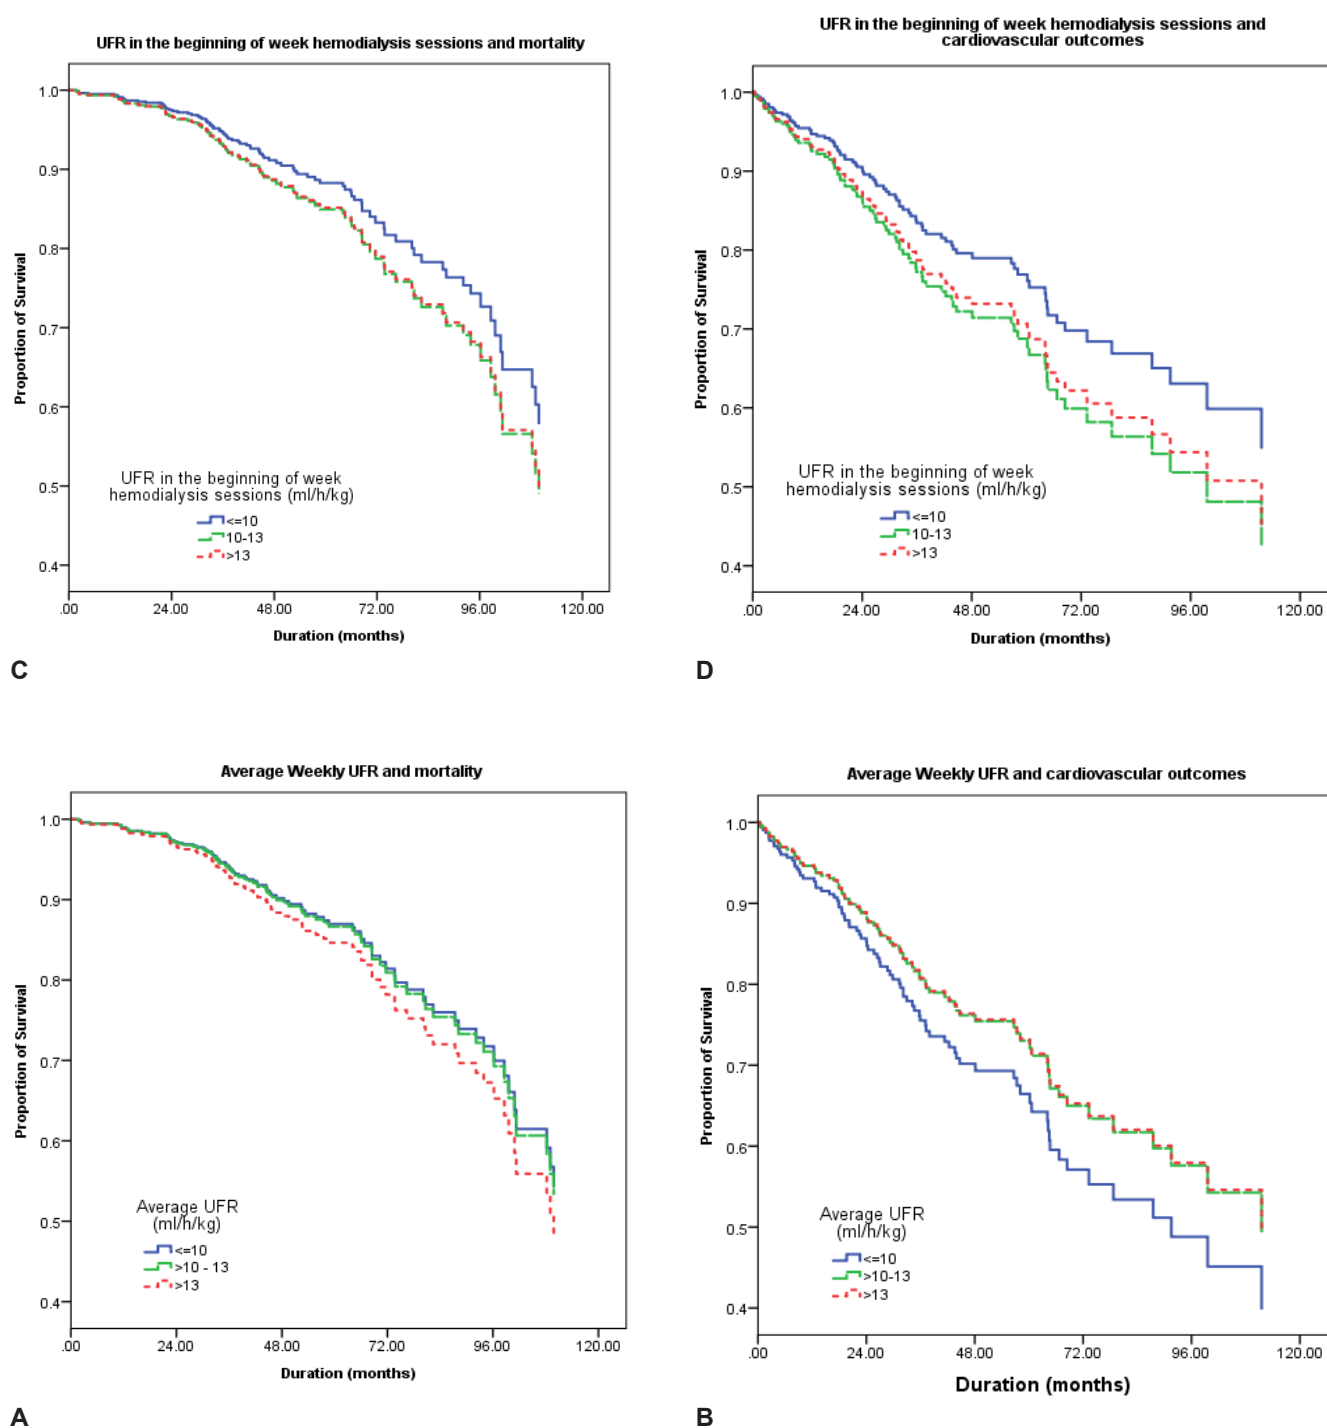 UFR in the beginning of week hemodialysis sessions and mortality
1.0
0.9
0.8
0.7
0.6
0.5
0.4
Proportion of Survival
UFR in the beginning of week
hemodialysis sessions (ml/h/kg)
<=10
10-13
>13
.00
24.00
48.00
72.00
96.00
120.00
Duration (months)
C
UFR in the beginning of week hemodialysis sessions and
cardiovascular outcomes
1.0
0.9
0.8
0.7
0.6
0.5
0.4
Proportion of Survival
UFR in the beginning of week
hemodialysis sessions (ml/h/kg)
<=10
10-13
>13
.00
24.00
48.00
72.00
96.00
120.00
Duration (months)
D
Average Weekly UFR and mortality
1.0
0.9
0.8
0.7
0.6
0.5
0.4
Proportion of Survival
Average UFR
(ml/h/kg)
<=10
>10 - 13
>13
.00
24.00
48.00
72.00
96.00
120.00
Duration (months)
A
Average Weekly UFR and cardiovascular outcomes
1.0
0.9
0.8
0.7
0.6
0.5
0.4
Proportion of Survival
Average UFR
(ml/h/kg)
<=10
>10-13
>13
.00
24.00
48.00
72.00
96.00
120.00
Duration (months)
B